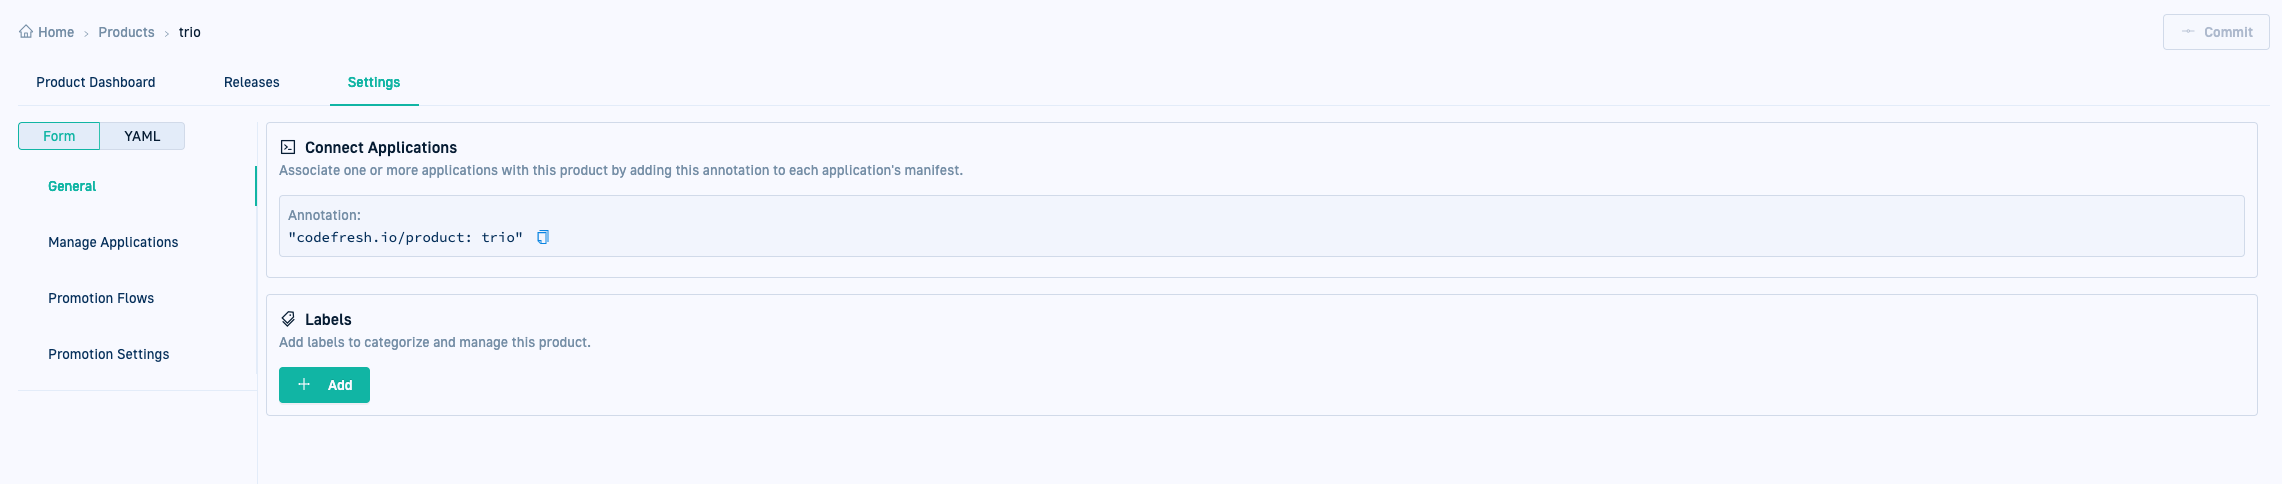 Home › Products › trio
Commit
Product Dashboard Releases Settings
Form YAML
General
Manage Applications
Promotion Flows
Promotion Settings
Connect Applications
Associate one or more applications with this product by adding this annotation to each application's manifest.
Annotation:
"codefresh.io/product: trio"
Labels
Add labels to categorize and manage this product.
+ Add